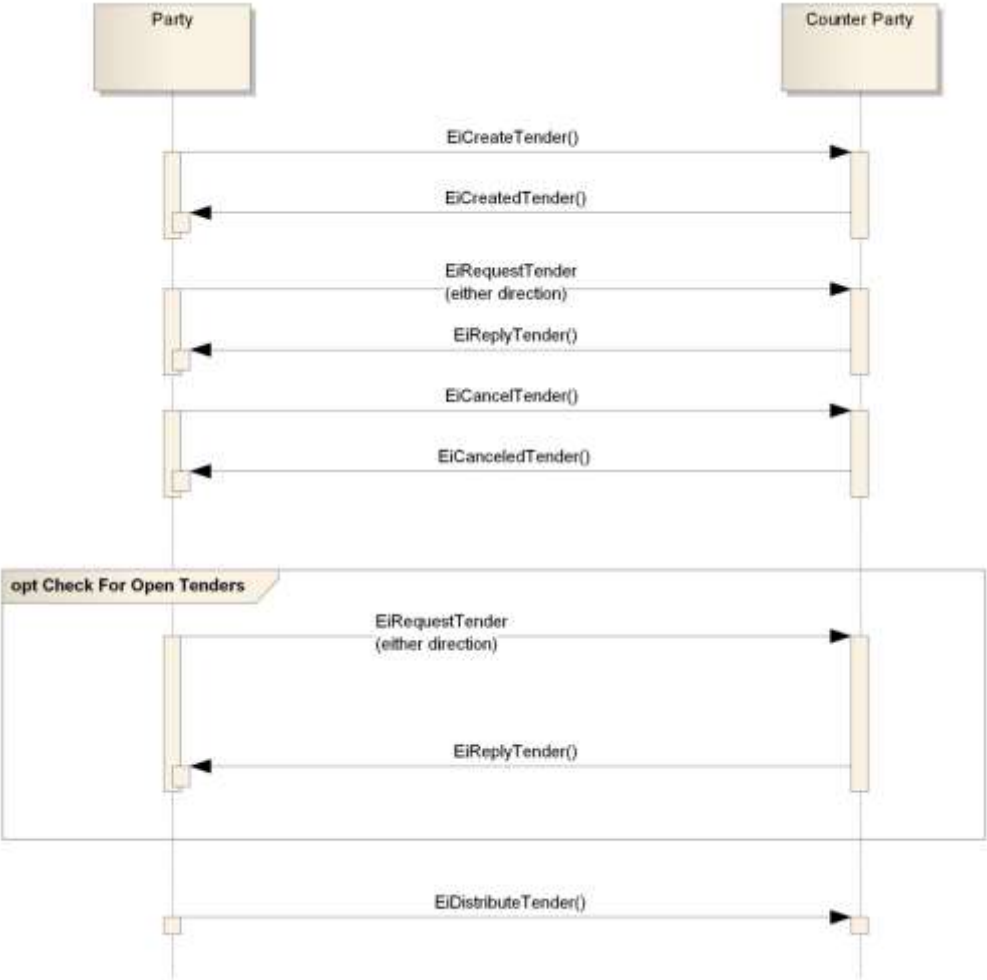 Party
Counter Party
EiCreateTender()
EiCreatedTender()
EiRequestTender
(either direction)
EiReplyTender()
EiCancelTender()
EiCanceledTender()
opt Check For Open Tenders
EiRequestTender
(either direction)
EiReplyTender()
EiDistributeTender()